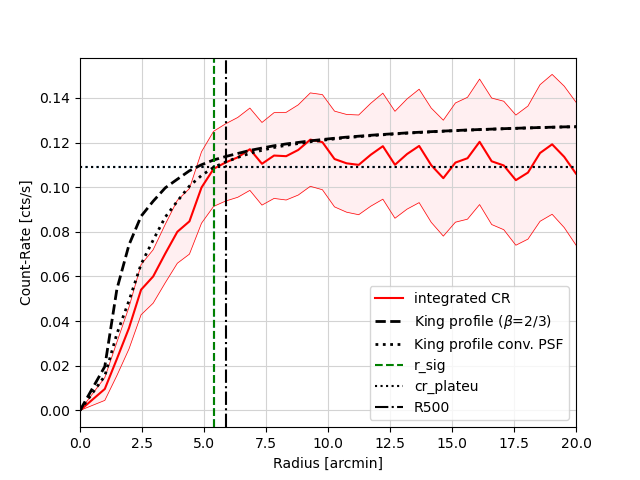 Count-Rate [cts/s]
0.14
0.12
0.10
0.08
0.06
0.04
0.02
0.00
integrated CR
King profile (β=2/3)
King profile conv. PSF
r_sig
cr_plateu
R500
0.0 2.5 5.0 7.5 10.0 12.5 15.0 17.5 20.0
Radius [arcmin]